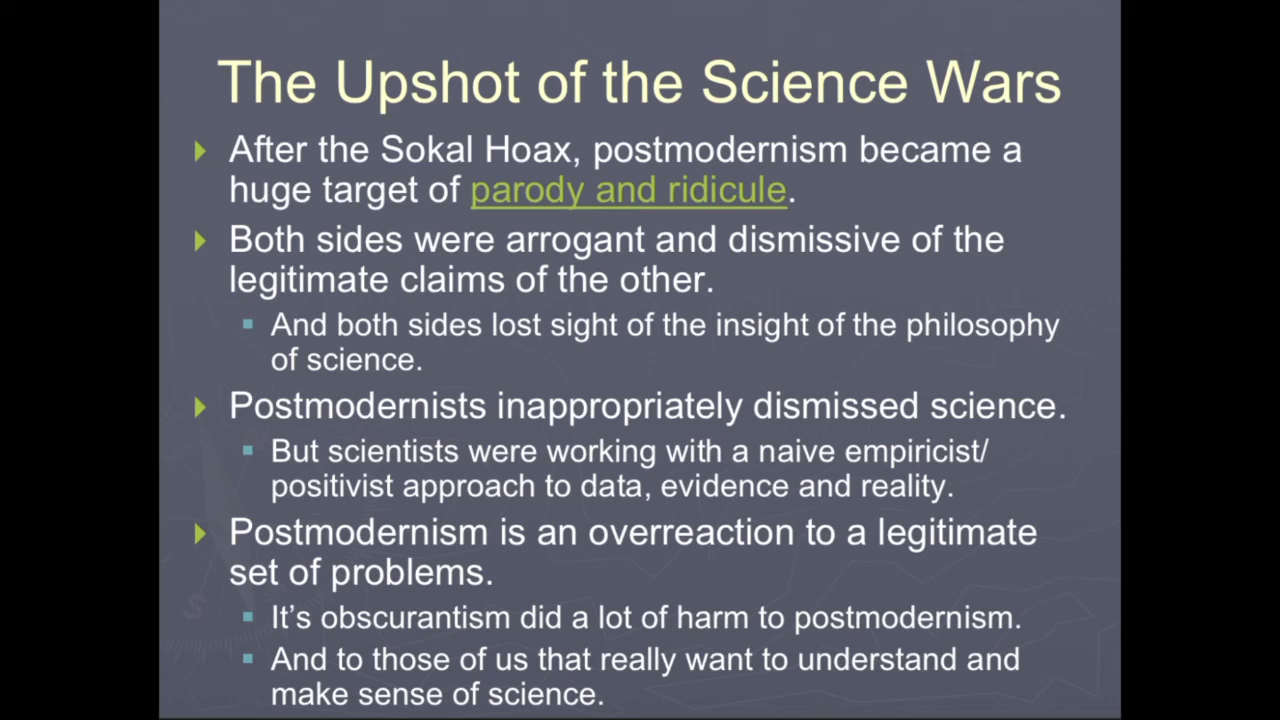 The Upshot of the Science Wars
After the Sokal Hoax, postmodernism became a
huge target of parody and ridicule.
Both sides were arrogant and dismissive of the
legitimate claims of the other.
And both sides lost sight of the insight of the philosophy
of science.
Postmodernists inappropriately dismissed science.
But scientists were working with a naive empiricist/
positivist approach to data, evidence and reality.
Postmodernism is an overreaction to a legitimate
set of problems.
It’s obscurantism did a lot of harm to postmodernism.
And to those of us that really want to understand and
make sense of science.